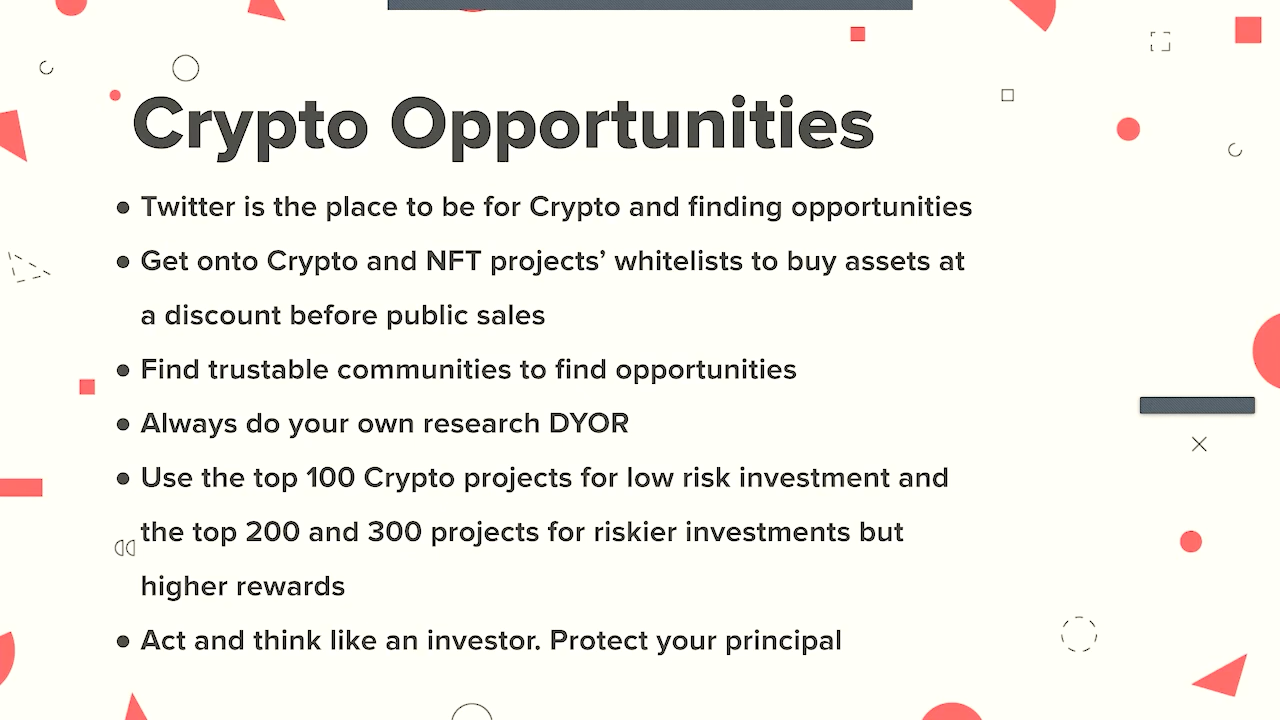 Crypto Opportunities
● Twitter is the place to be for Crypto and finding opportunities
● Get onto Crypto and NFT projects’ whitelists to buy assets at
a discount before public sales
● Find trustable communities to find opportunities
● Always do your own research DYOR
● Use the top 100 Crypto projects for low risk investment and
the top 200 and 300 projects for riskier investments but
higher rewards
● Act and think like an investor. Protect your principal